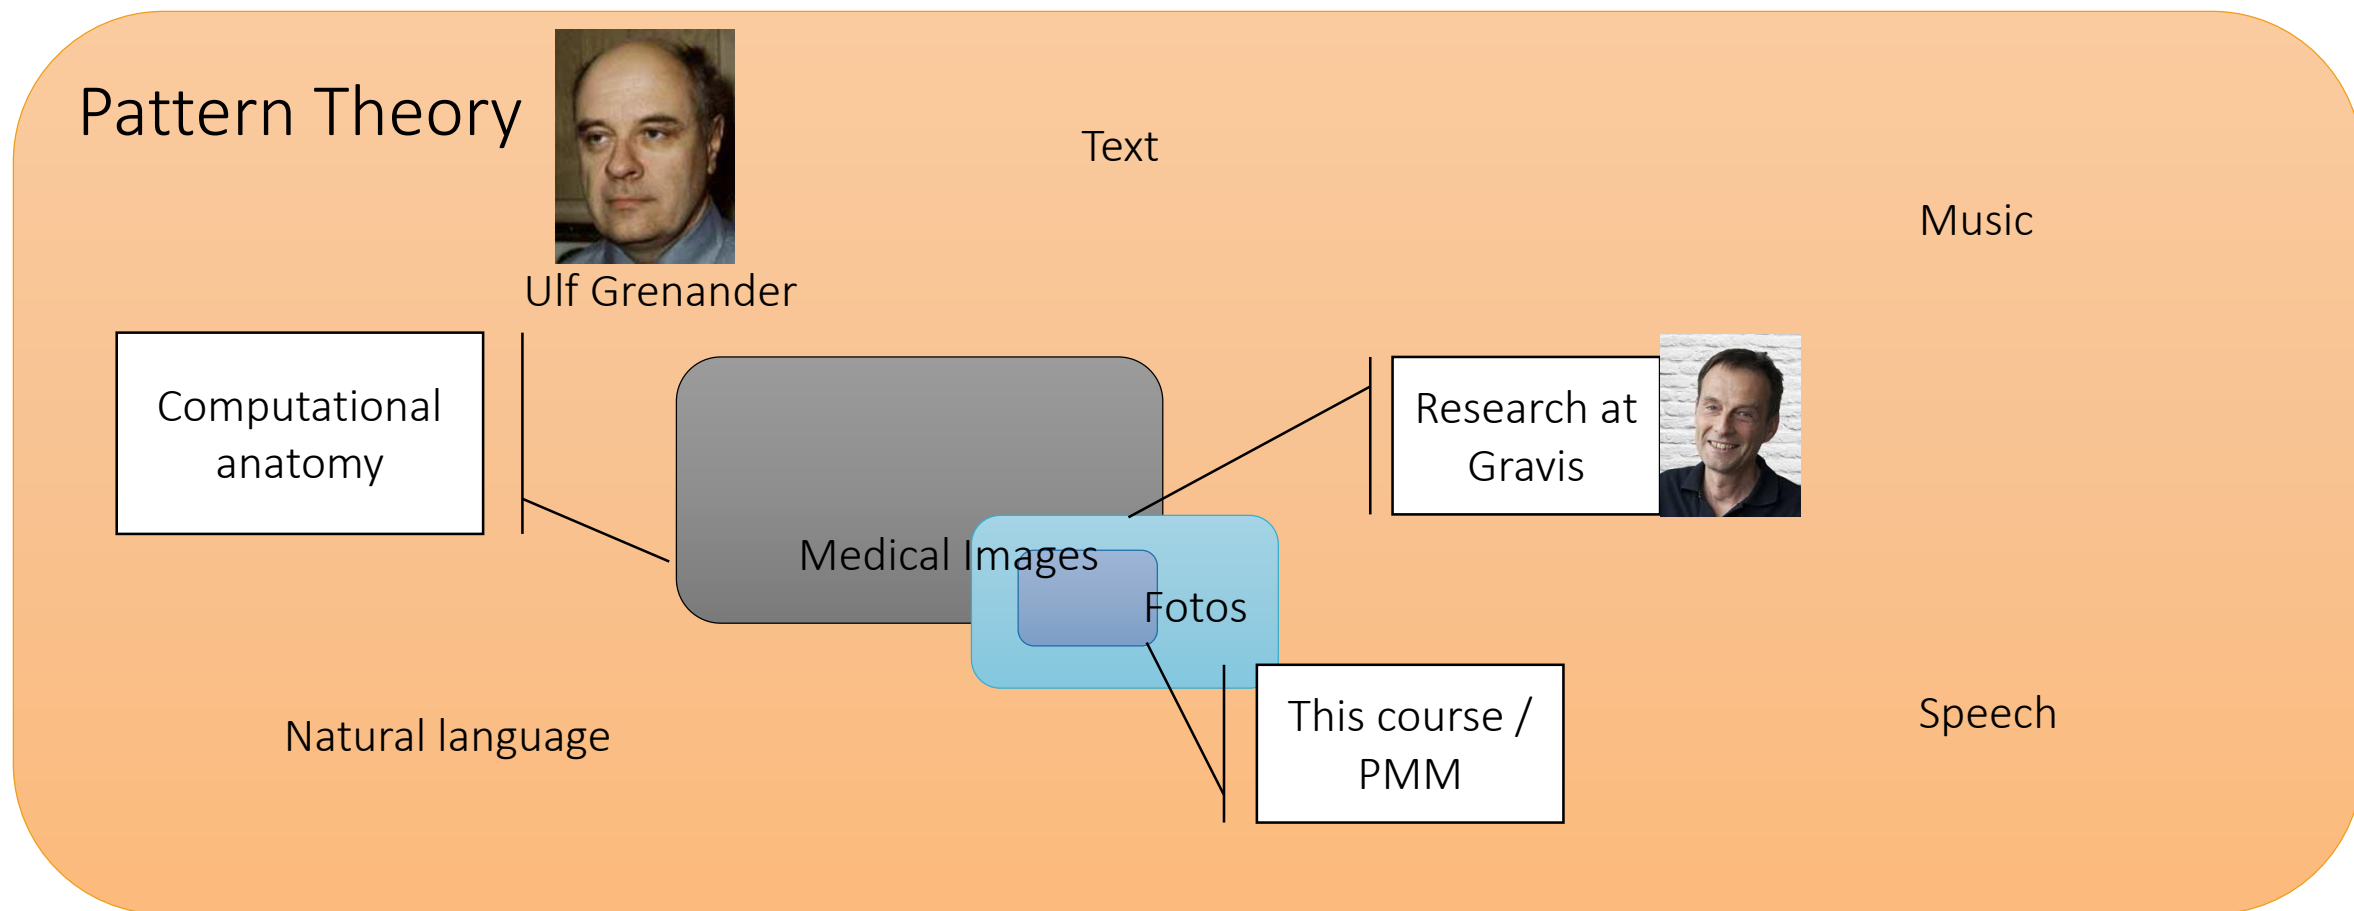 Pattern Theory
Text
Music
Ulf Grenander
Computational
anatomy
Research at
Gravis
Medical Images
Fotos
Natural language
This course /
PMM
Speech